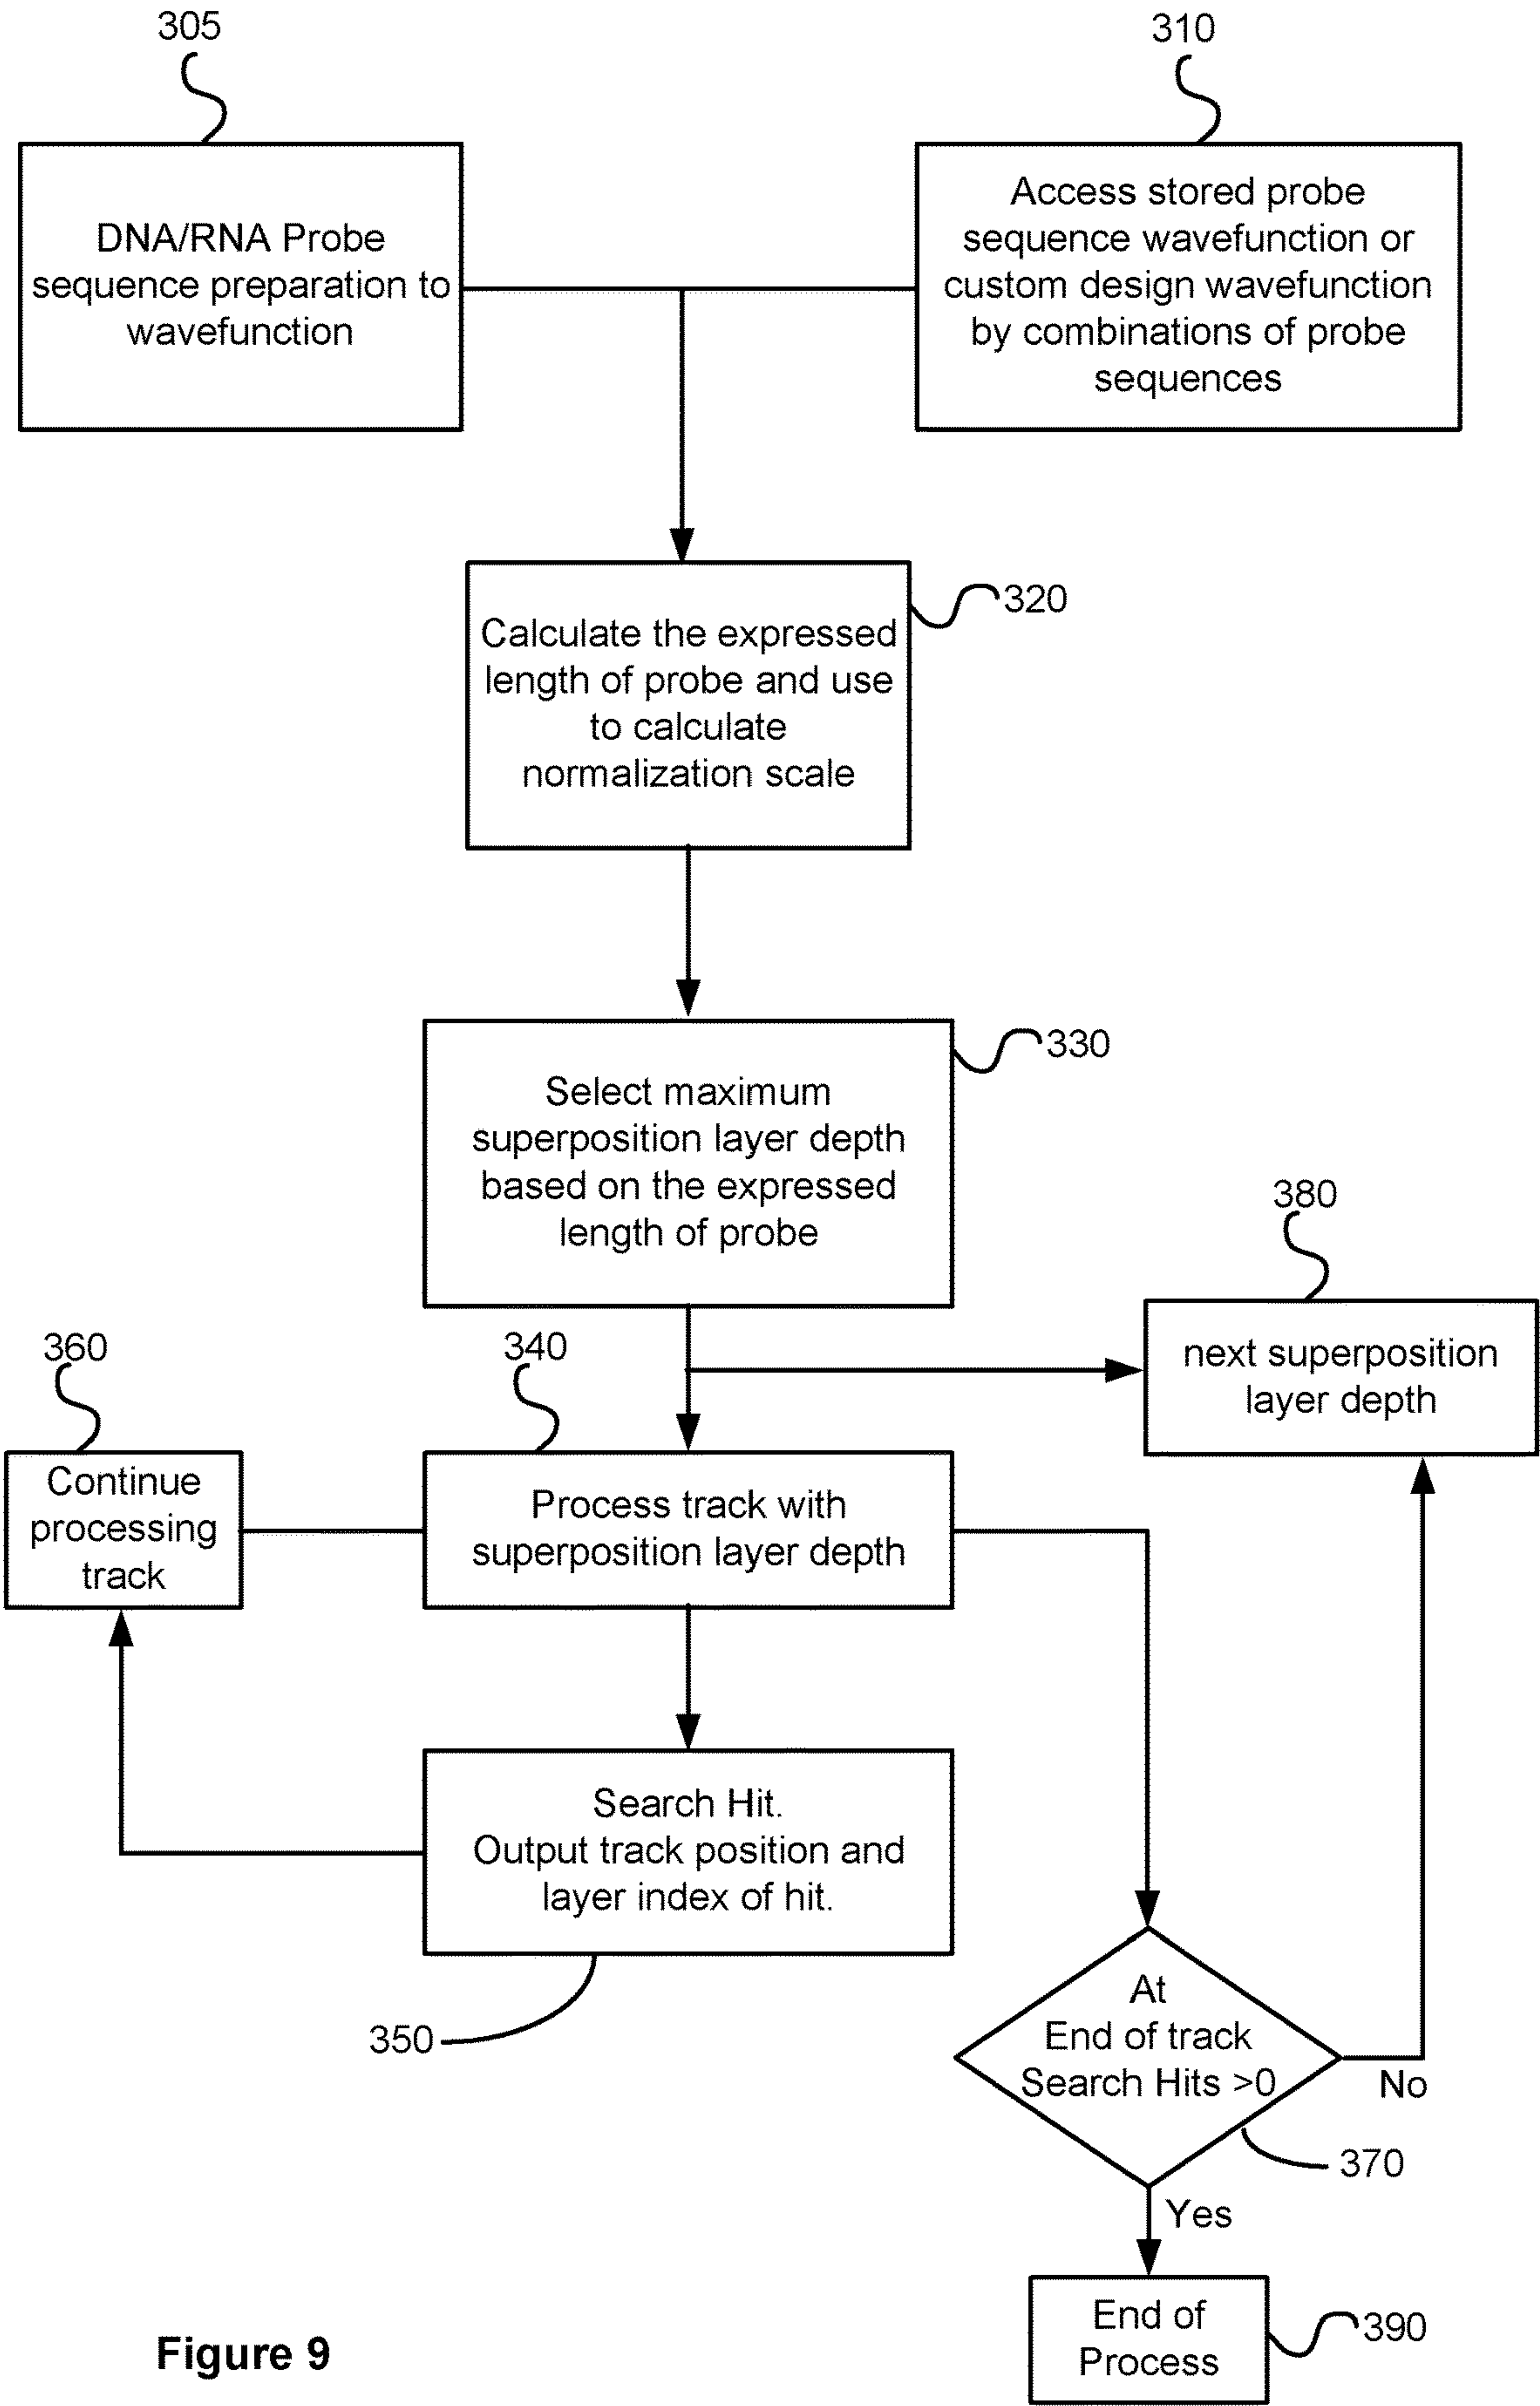 305
310
DNA/RNA Probe
sequence preparation to
wavefunction
Access stored probe
sequence wavefunction or
custom design wavefunction
by combinations of probe
sequences
320
Calculate the expressed
length of probe and use
to calculate
normalization scale
330
Select maximum
superposition layer depth
based on the expressed
length of probe
380
next superposition
layer depth
360
340
Continue
processing
track
Process track with
superposition layer depth
Search Hit.
Output track position and
layer index of hit.
350
At
End of track
Search Hits >0
No
370
Yes
End of
Process
390
Figure 9